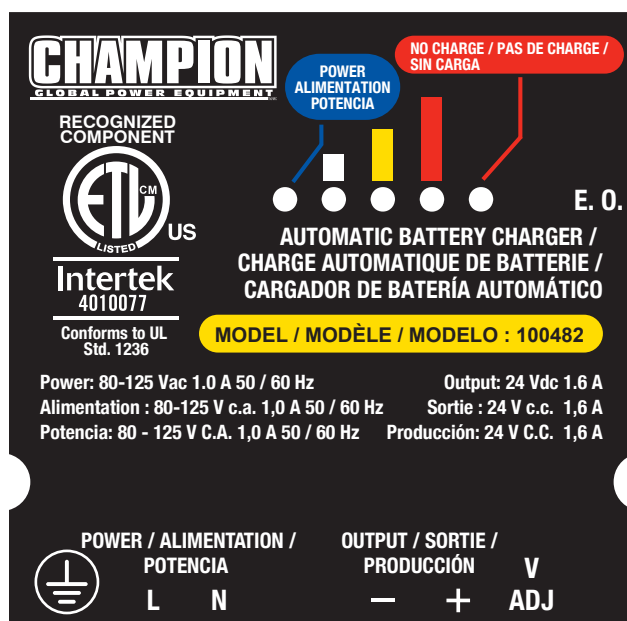 CHAMPION
GLOBAL POWER EQUIPMENT
POWER
ALIMENTATION
POTENCIA
NO CHARGE / PAS DE CHARGE /
SIN CARGA
RECOGNIZED
COMPONENT
ETL
CM
US
LISTED
Intertek
4010077
Conforms to UL
Std. 1236
E. O.
AUTOMATIC BATTERY CHARGER /
CHARGE AUTOMATIQUE DE BATTERIE /
CARGADOR DE BATERÍA AUTOMÁTICO
MODEL / MODÈLE / MODELO : 100482
Power: 80-125 Vac 1.0 A 50 / 60 Hz
Output: 24 Vdc 1.6 A
Alimentation : 80-125 V c.a. 1,0 A 50 / 60 Hz
Sortie : 24 V c.c. 1,6 A
Potencia: 80 - 125 V C.A. 1,0 A 50 / 60 Hz
Producción: 24 V C.C. 1,6 A
POWER / ALIMENTATION /
POTENCIA
L N
OUTPUT / SORTIE /
PRODUCCIÓN
− +
V
ADJ